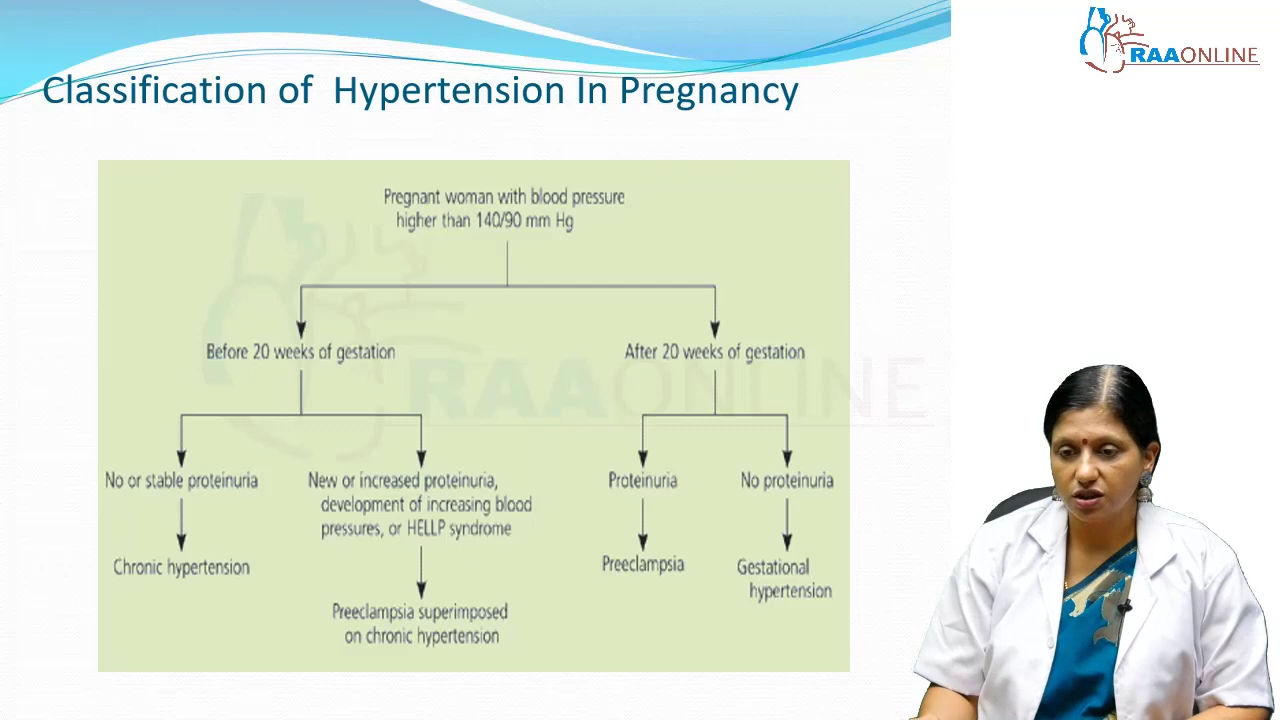 RAAONLINE
Classification of Hypertension In Pregnancy
Pregnant woman with blood pressure
higher than 140/90 mm Hg
Before 20 weeks of gestation
After 20 weeks of gestation
RAAONLINE
No or stable proteinuria
New or increased proteinuria,
development of increasing blood
pressures, or HELLP syndrome
Proteinuria
No proteinuria
Chronic hypertension
Preeclampsia superimposed
on chronic hypertension
Preeclampsia
Gestational
hypertension